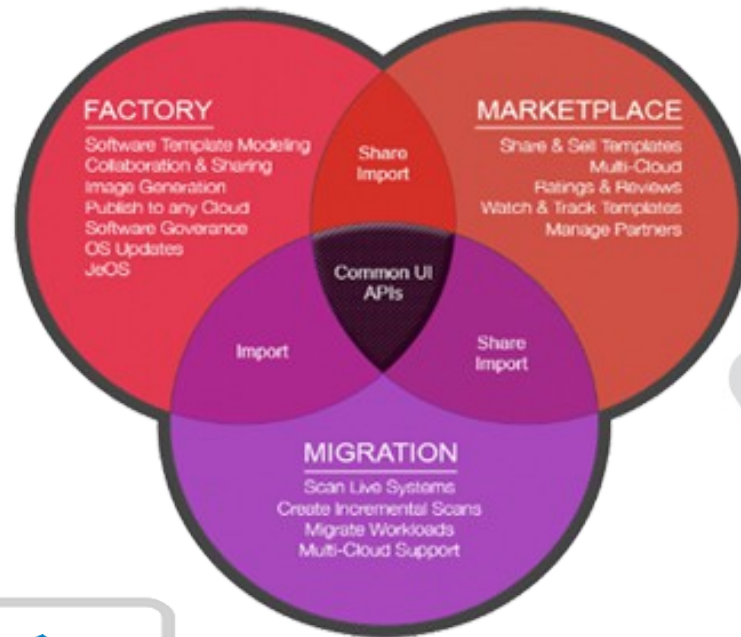 FACTORY
Software Template Modeling
Collaboration & Sharing
Image Generation
Publish to any Cloud
Software Goverance
OS Updates
JeOS
Share
Import
MARKETPLACE
Share & Sell Templates
Multi-Cloud
Ratings & Reviews
Watch & Track Templates
Manage Partners
Common UI
APIs
Import
Share
Import
MIGRATION
Scan Live Systems
Create Incremental Scans
Migrate Workloads
Multi-Cloud Support